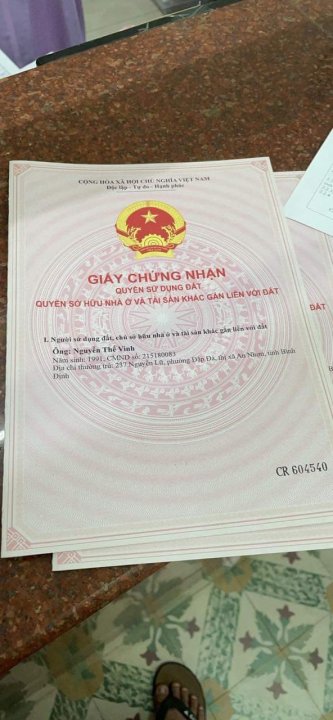 CỘNG HÒA XÃ HỘI CHỦ NGHĨA VIỆT NAM
Độc lập - Tự do - Hạnh phúc
GIẤY CHỨNG NHẬN
QUYỀN SỬ DỤNG ĐẤT
QUYỀN SỞ HỮU NHÀ Ở VÀ TÀI SẢN KHÁC GẮN LIỀN VỚI ĐẤT
I. Người sử dụng đất, chủ sở hữu nhà ở và tài sản khác gắn liền với đất
Ông: Nguyễn Thế Vinh
Năm sinh: 1991, CMND số: 215180083
Địa chỉ thường trú: 237 Nguyễn Lữ, phường Đập Đá, thị xã An Nhơn, tỉnh Bình
Định
CR 604540